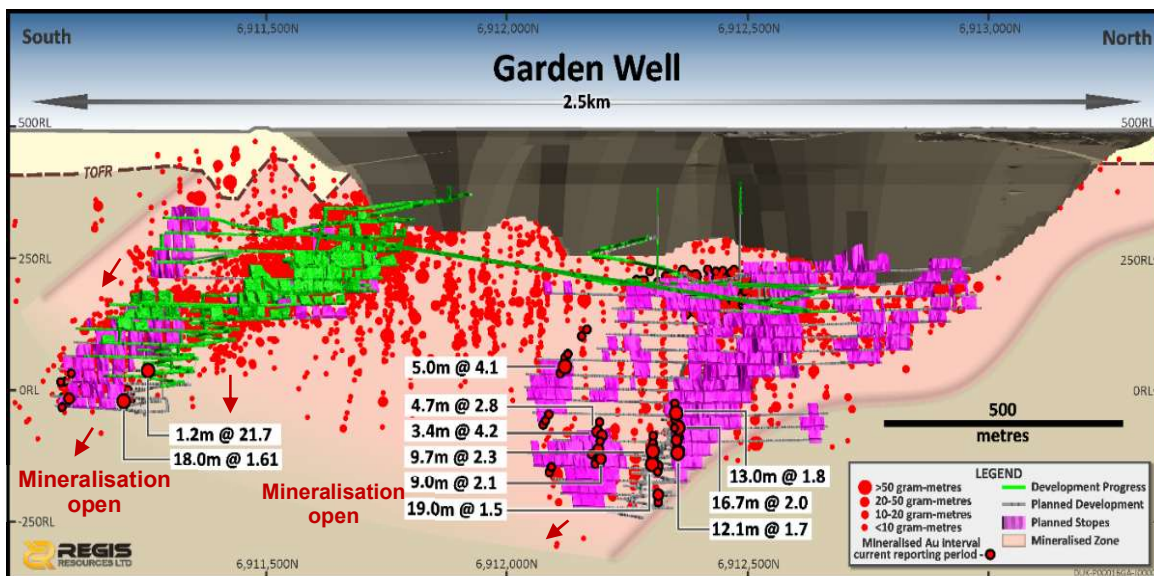 6,911,500N
6,912,000N
6,912,500N
6,913,000N
South
North
Garden Well
2.5km
500RL
500RL
TOFR
250RL
250RL
0RL
0RL
5.0m @ 4.1
4.7m @ 2.8
3.4m @ 4.2
9.7m @ 2.3
9.0m @ 2.1
19.0m @ 1.5
1.2m @ 21.7
18.0m @ 1.61
13.0m @ 1.8
16.7m @ 2.0
12.1m @ 1.7
500
metres
Mineralisation
open
Mineralisation
open
-250RL
LEGEND
>50 gram-metres
20-50 gram-metres
10-20 gram-metres
<10 gram-metres
Mineralised Au interval
current reporting period -
Development Progress
Planned Development
Planned Stopes
Mineralised Zone
REGIS
RESOURCES LTD
6,911,500N
6,912,000N
6,912,500N